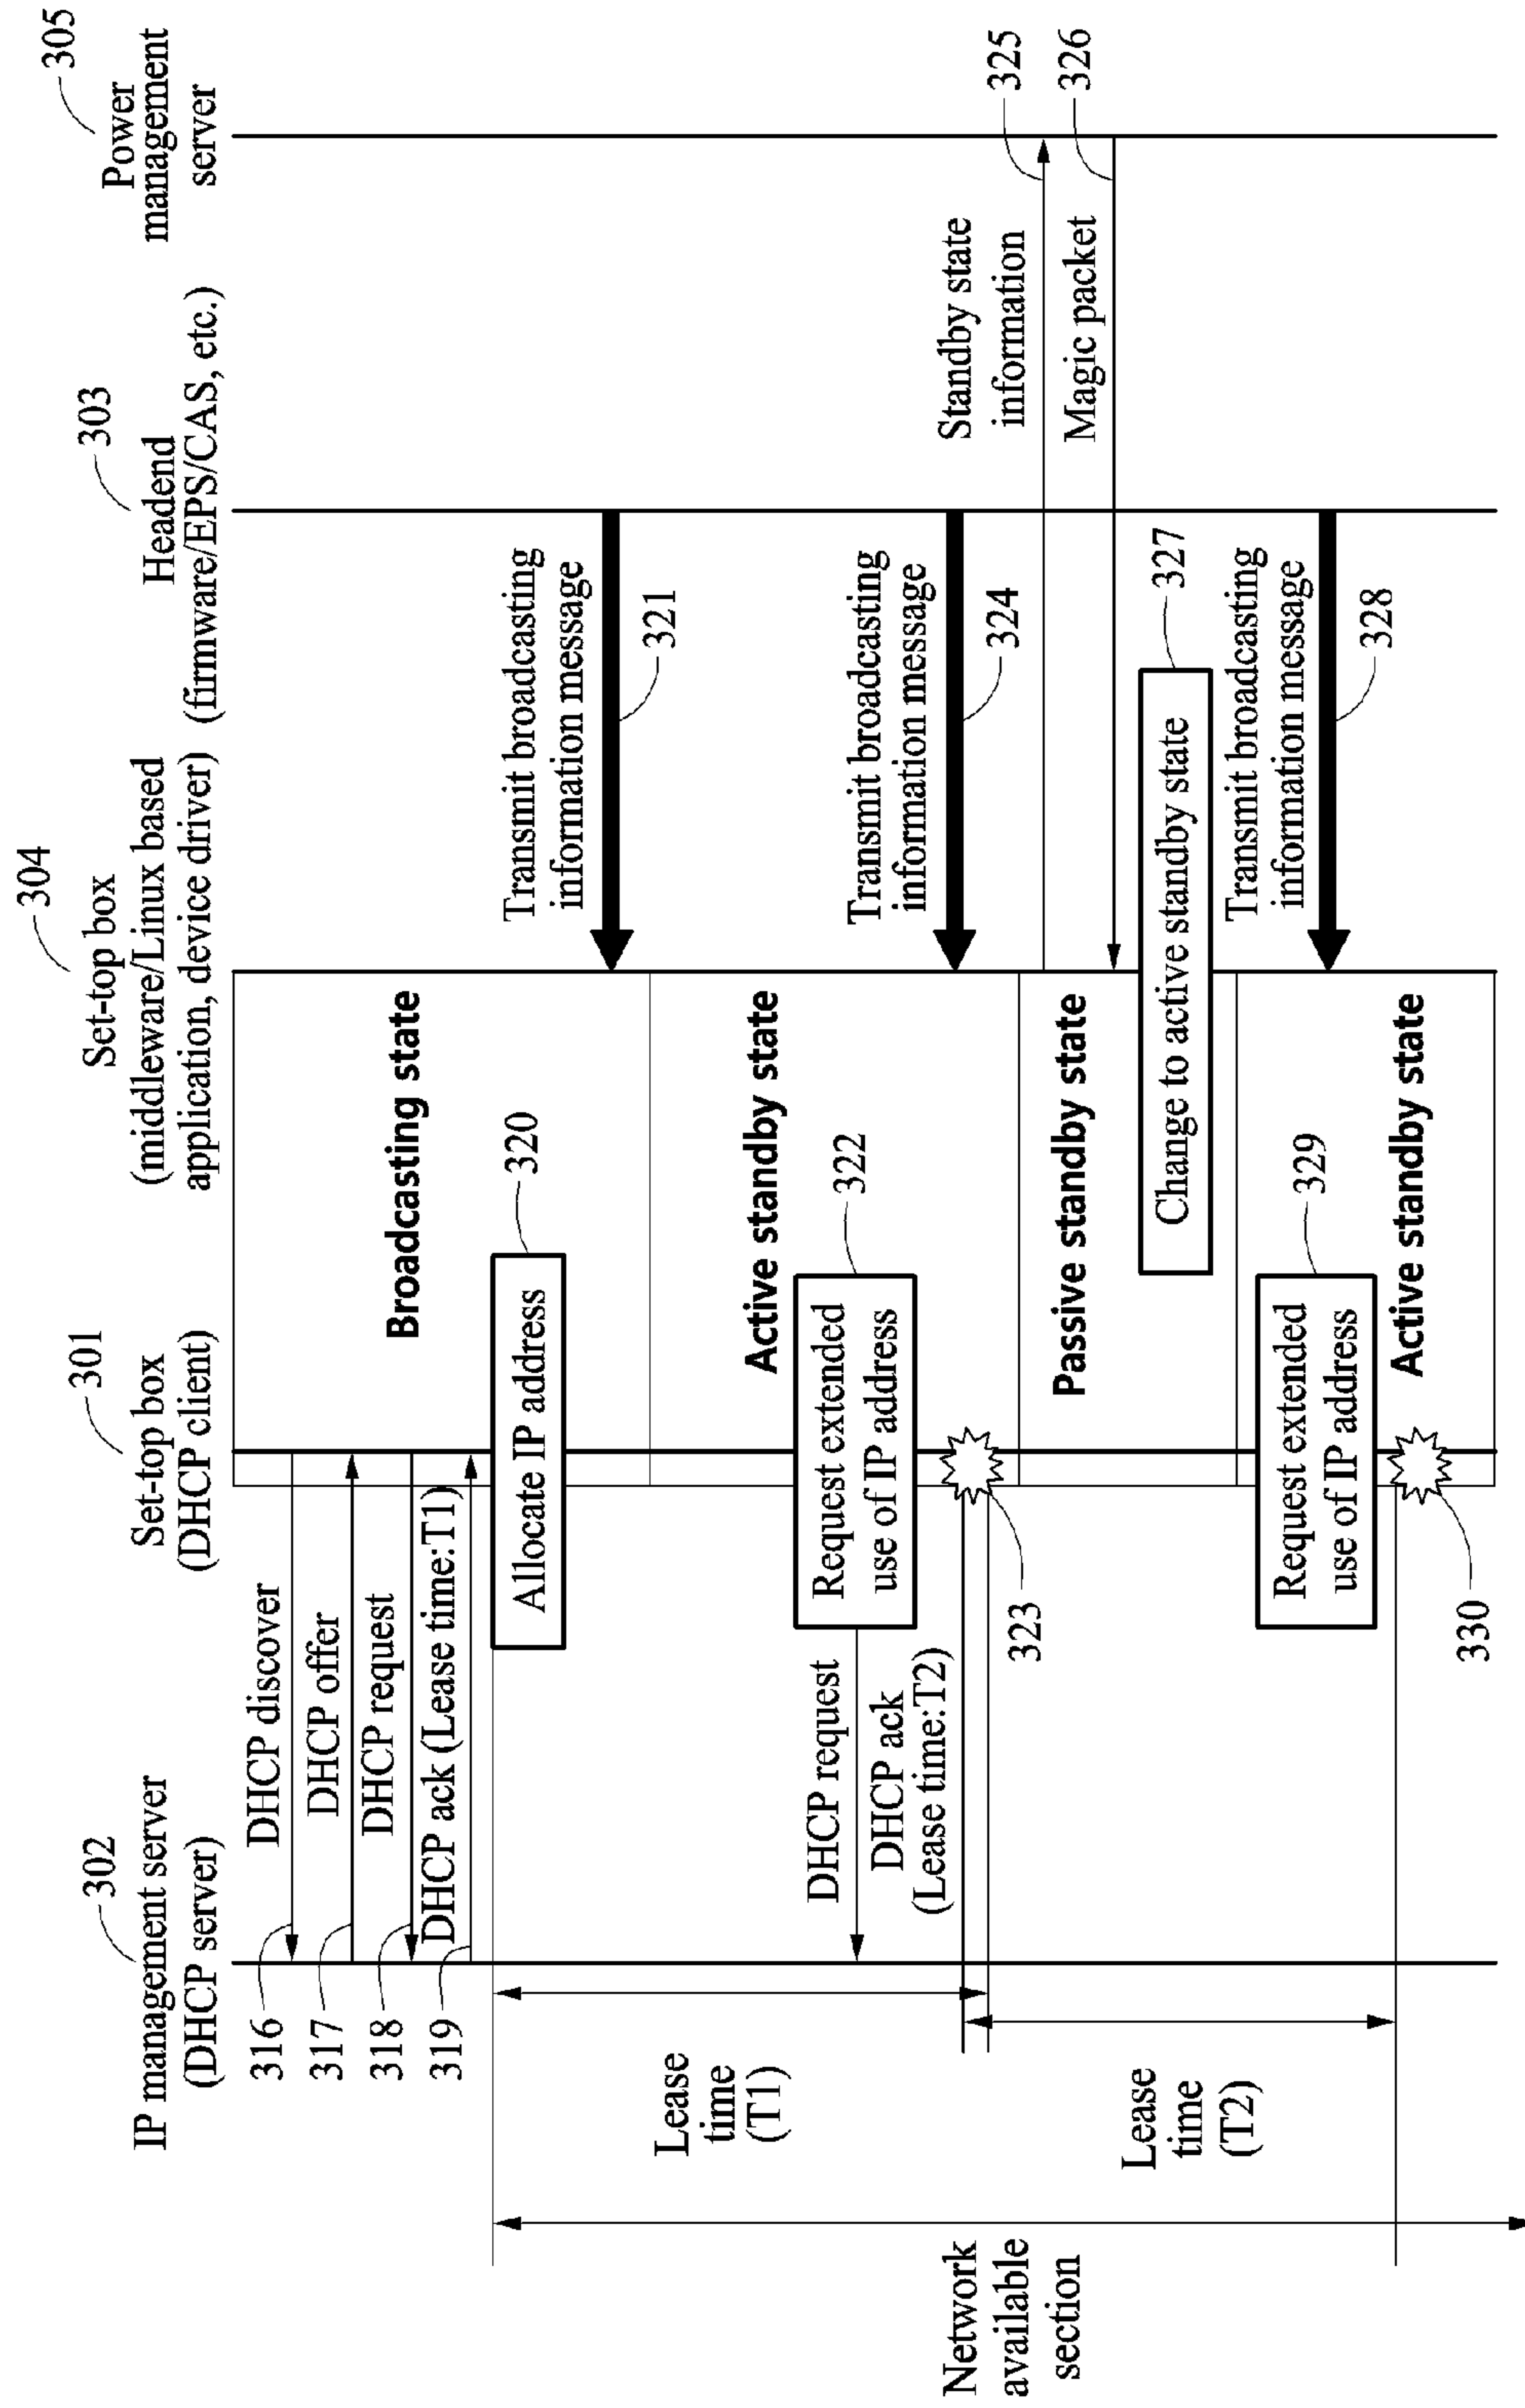 302
IP management server
(DHCP server)
301
Set-top box
(DHCP client)
304
Set-top box
(middleware/Linux based
application, device driver)
303
Headend
(firmware/EPS/CAS, etc.)
305
Power
management
server
316
DHCP discover
317
DHCP offer
318
DHCP request
319
DHCP ack (Lease time:T1)
Broadcasting state
Allocate IP address
320
Transmit broadcasting
information message
321
Lease
time
(T1)
Active standby state
Request extended
use of IP address
322
DHCP request
DHCP ack
(Lease time:T2)
323
Transmit broadcasting
information message
324
Standby state
information
325
Magic packet
326
Passive standby state
Change to active standby state
327
Lease
time
(T2)
Network
available
section
Transmit broadcasting
information message
328
Request extended
use of IP address
329
Active standby state
330